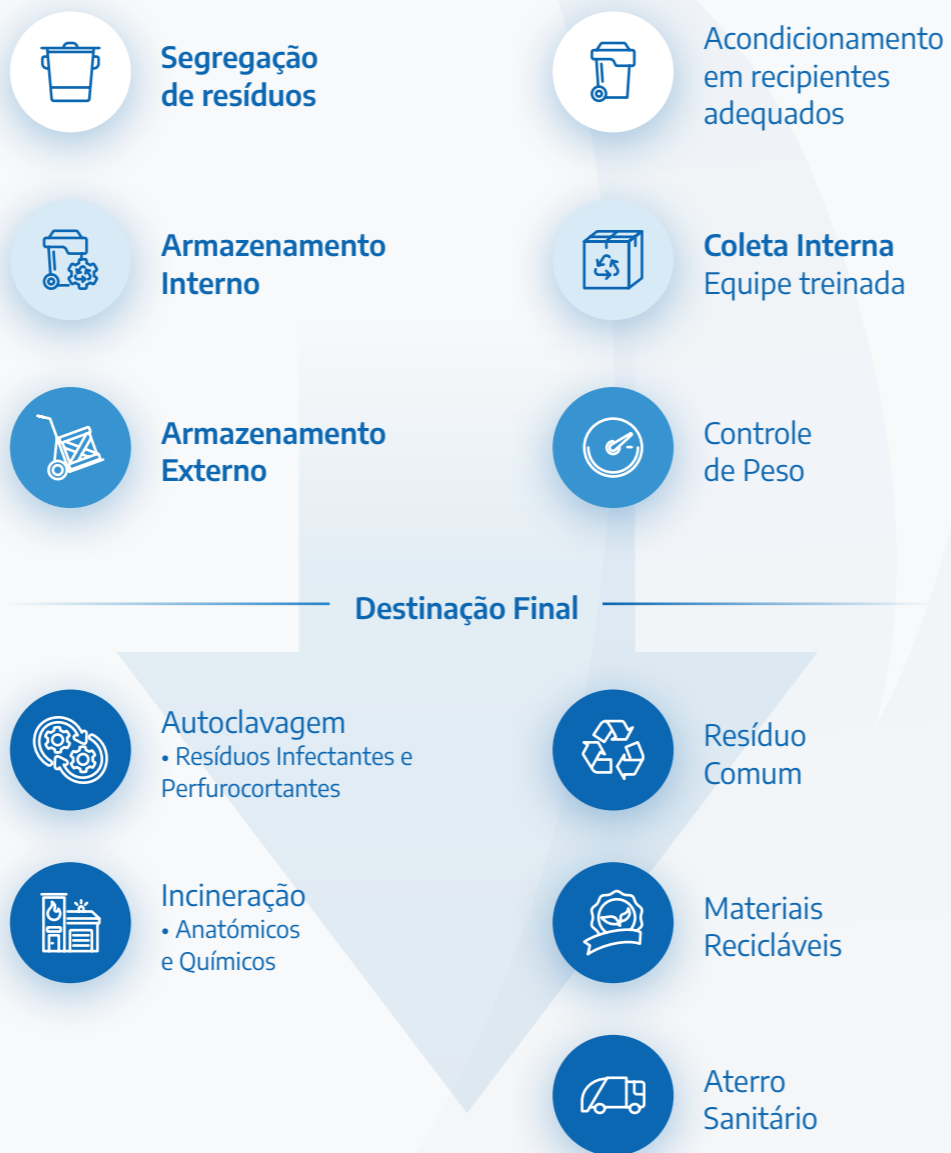 Segregação
de resíduos
Acondicionamento
em recipientes
adequados
Armazenamento
Interno
Coleta Interna
Equipe treinada
Armazenamento
Externo
Controle
de Peso
Destinação Final
Autoclavagem
• Resíduos Infectantes e
Perfurocortantes
Resíduo
Comum
Incineração
• Anatómicos
e Químicos
Materiais
Recicláveis
Aterro
Sanitário